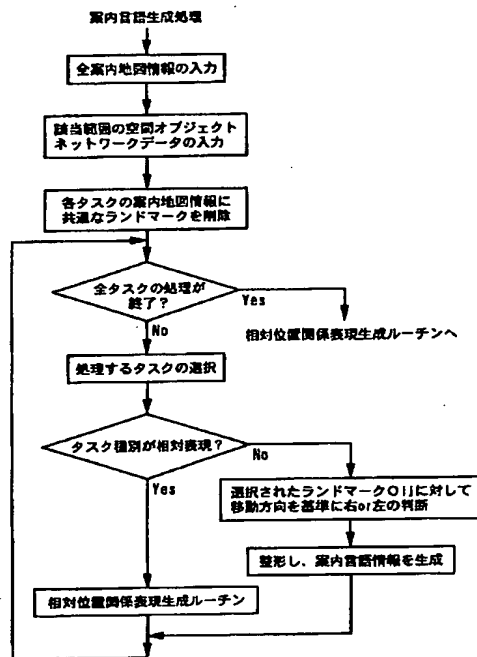 案内言語生成処理
全案内地図情報の入力
該当範囲の空間オブジェクト
ネットワークデータの入力
各タスクの案内地図情報に
共通なランドマークを削除
全タスクの処理が
終了？
Yes
No
相対位置関係表現生成ルーチンへ
処理するタスクの選択
タスク種別が相対表現？
No
Yes
選択されたランドマークOijに対して
移動方向を基準に右or左の判断
整形し、案内言語情報を生成
相対位置関係表現生成ルーチン